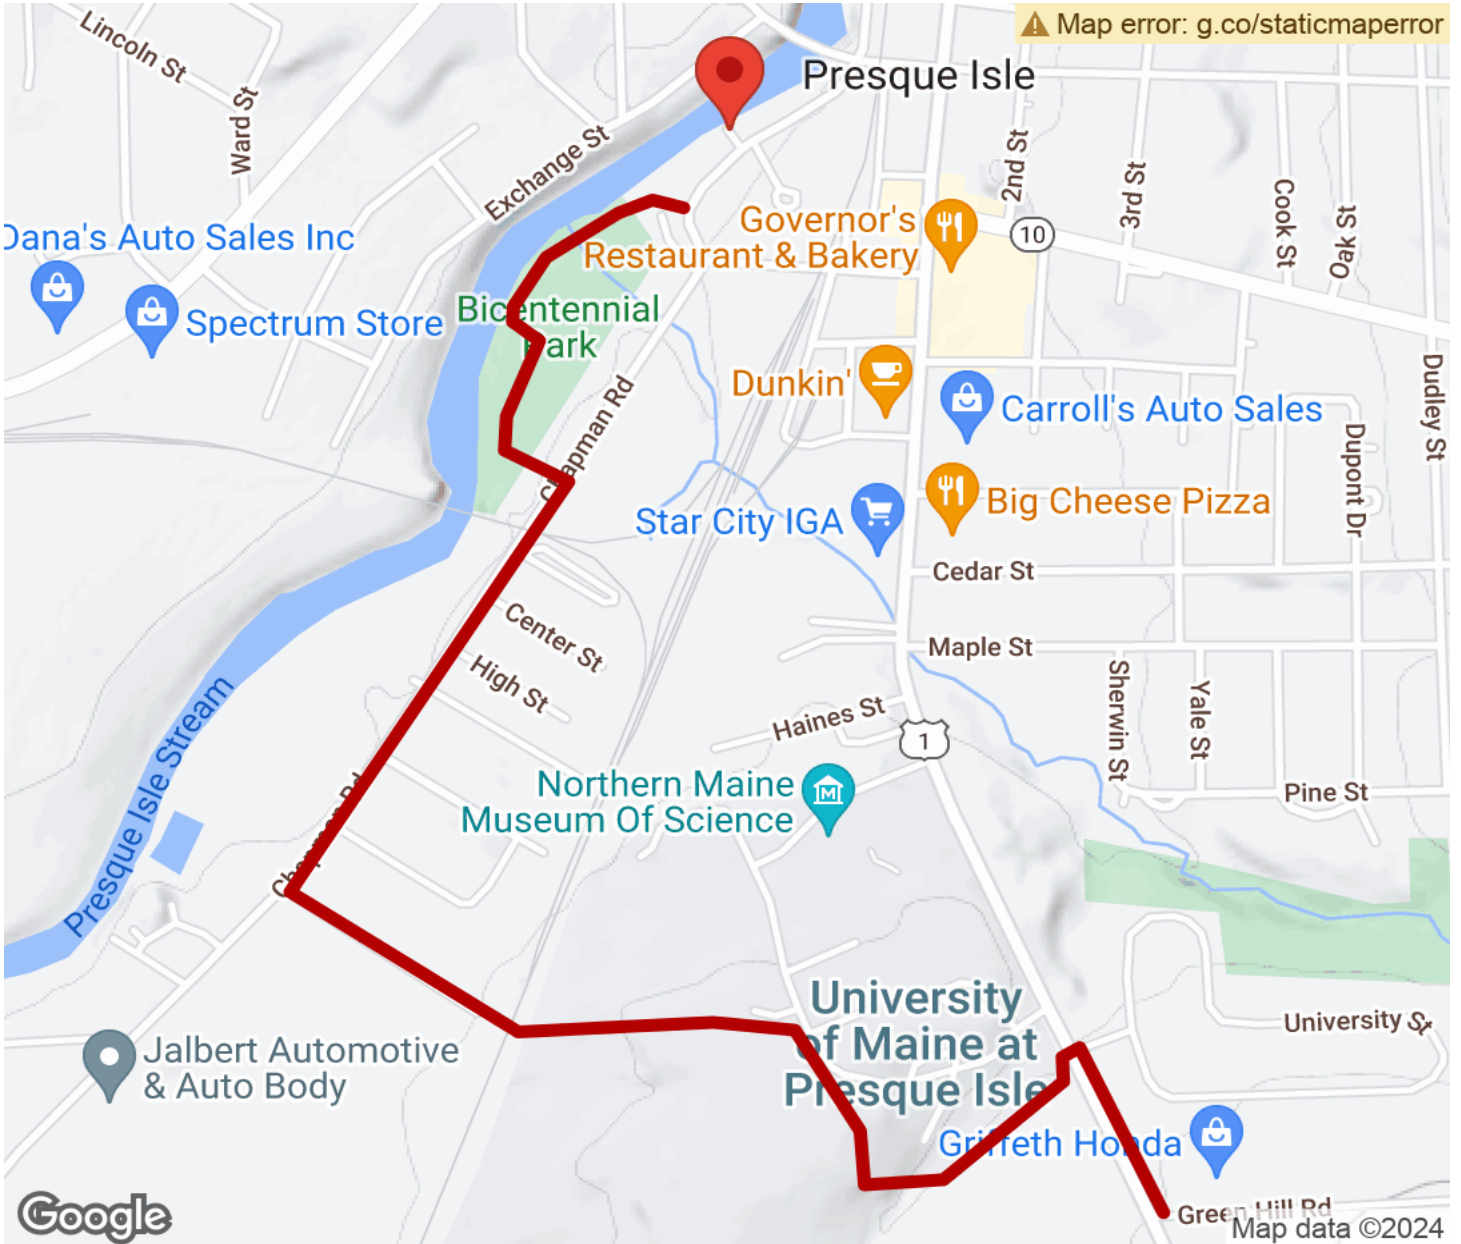 Lincoln St
Map error: g.co/staticmaperror
Presque Isle
Ward St
Exchange St
2nd St
3rd St
Cook St
Oak St
10
Dana's Auto Sales Inc
Governor's
Restaurant & Bakery
Spectrum Store
Bicentennial
Park
Dunkin'
Carroll's Auto Sales
Dudley St
Chapman Rd
Dupont Dr
Star City IGA
Big Cheese Pizza
Cedar St
Center St
Maple St
High St
Sherwin St
Yale St
Haines St
1
Presque Isle Stream
Northern Maine
Museum Of Science
Pine St
Chapman Rd
University
of Maine at
Presque Isle
University St
Jalbert Automotive
& Auto Body
Griffeth Honda
Green Hill Rd
Google
Map data ©2024